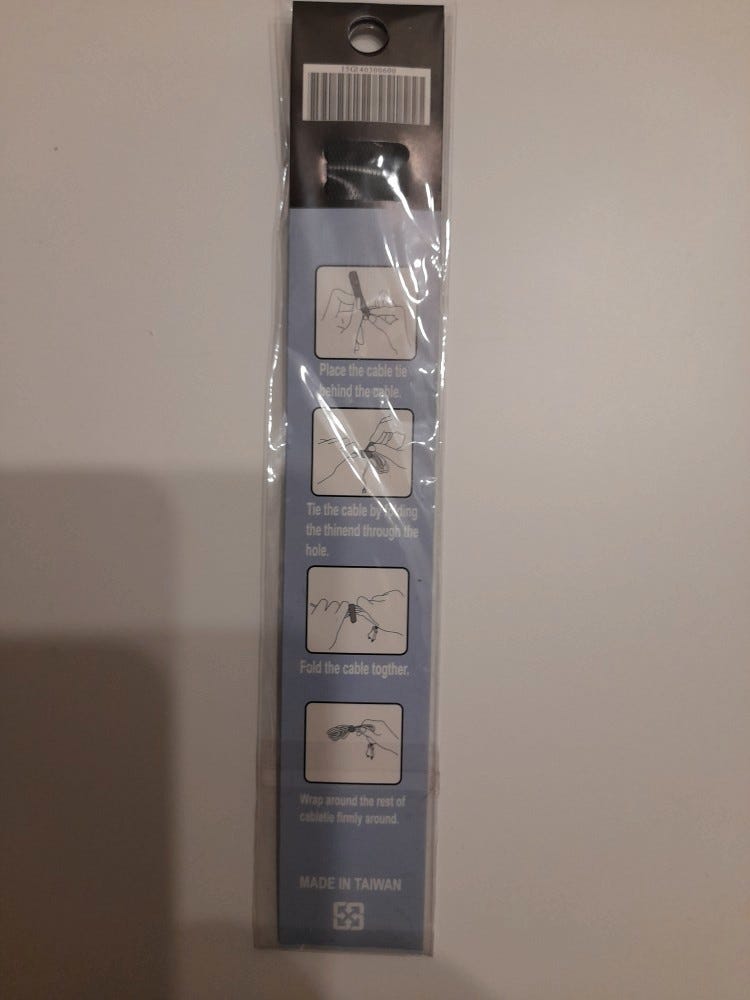 Place the cable tie
behind the cable.
Tie the cable by
the thinend through the
hole.
Fold the cable togther.
Wrap around the rest of
cabletie firmly around.
MADE IN TAIWAN